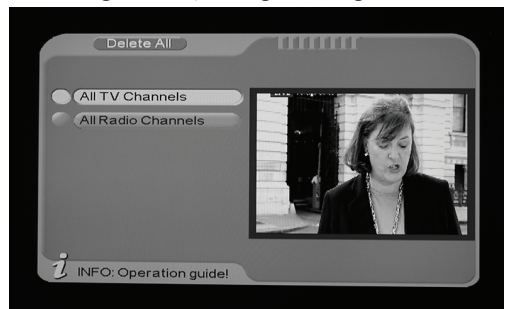 Delete All
All TV Channels
All Radio Channels
INFO: Operation guide!